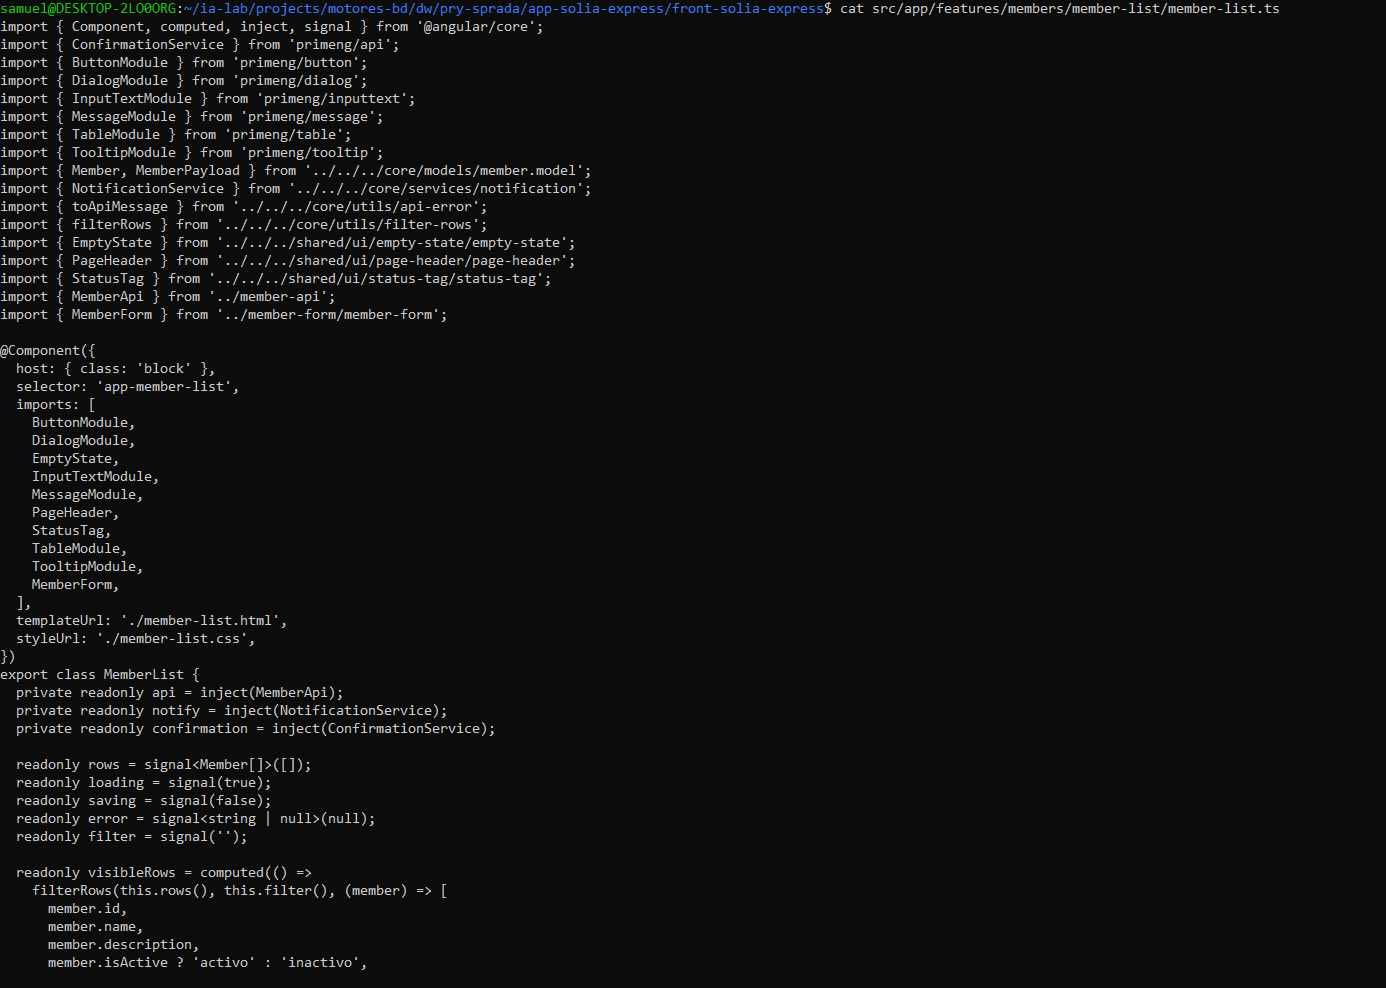 samuel@DESKTOP-2LO0ORG:~/ia-lab/projects/motores-bd/dw/pry-sprada/app-solia-express/front-solia-express$ cat src/app/features/members/member-list/member-list.ts
import { Component, computed, inject, signal } from '@angular/core';
import { ConfirmationService } from 'primeng/api';
import { ButtonModule } from 'primeng/button';
import { DialogModule } from 'primeng/dialog';
import { InputTextModule } from 'primeng/inputtext';
import { MessageModule } from 'primeng/message';
import { TableModule } from 'primeng/table';
import { TooltipModule } from 'primeng/tooltip';
import { Member, MemberPayload } from '../../../core/models/member.model';
import { NotificationService } from '../../../core/services/notification';
import { toApiMessage } from '../../../core/utils/api-error';
import { filterRows } from '../../../core/utils/filter-rows';
import { EmptyState } from '../../../shared/ui/empty-state/empty-state';
import { PageHeader } from '../../../shared/ui/page-header/page-header';
import { StatusTag } from '../../../shared/ui/status-tag/status-tag';
import { MemberApi } from '../member-api';
import { MemberForm } from '../member-form/member-form';

@Component({
  host: { class: 'block' },
  selector: 'app-member-list',
  imports: [
    ButtonModule,
    DialogModule,
    EmptyState,
    InputTextModule,
    MessageModule,
    PageHeader,
    StatusTag,
    TableModule,
    TooltipModule,
    MemberForm,
  ],
  templateUrl: './member-list.html',
  styleUrl: './member-list.css',
})
export class MemberList {
  private readonly api = inject(MemberApi);
  private readonly notify = inject(NotificationService);
  private readonly confirmation = inject(ConfirmationService);

  readonly rows = signal<Member[]>([]);
  readonly loading = signal(true);
  readonly saving = signal(false);
  readonly error = signal<string | null>(null);
  readonly filter = signal('');

  readonly visibleRows = computed(() =>
    filterRows(this.rows(), this.filter(), (member) => [
      member.id,
      member.name,
      member.description,
      member.isActive ? 'activo' : 'inactivo',